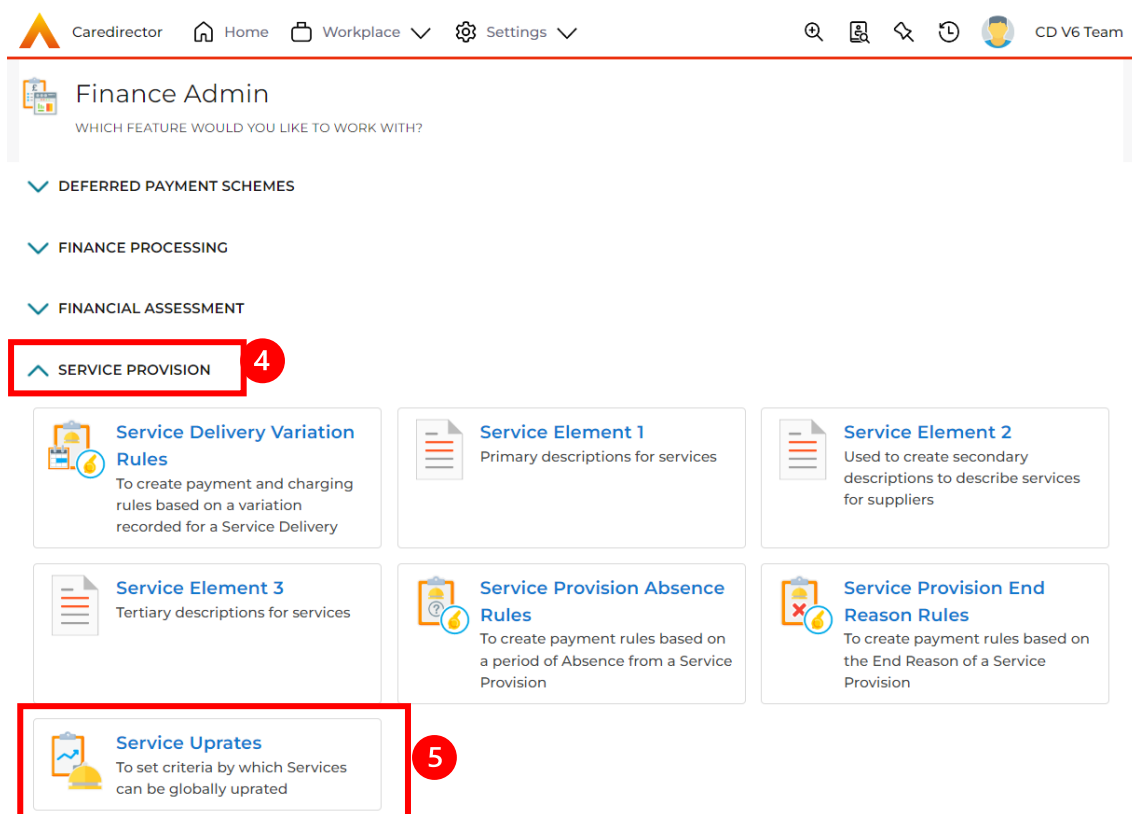 Caredirector Home Workplace Settings CD V6 Team
Finance Admin
WHICH FEATURE WOULD YOU LIKE TO WORK WITH?
DEFERRED PAYMENT SCHEMES
FINANCE PROCESSING
FINANCIAL ASSESSMENT
SERVICE PROVISION
4
Service Delivery Variation
Rules
To create payment and charging
rules based on a variation
recorded for a Service Delivery
Service Element 1
Primary descriptions for services
Service Element 2
Used to create secondary
descriptions to describe services
for suppliers
Service Element 3
Tertiary descriptions for services
Service Provision Absence
Rules
To create payment rules based on
a period of Absence from a Service
Provision
Service Provision End
Reason Rules
To create payment rules based on
the End Reason of a Service
Provision
Service Uprates
To set criteria by which Services
can be globally uprated
5